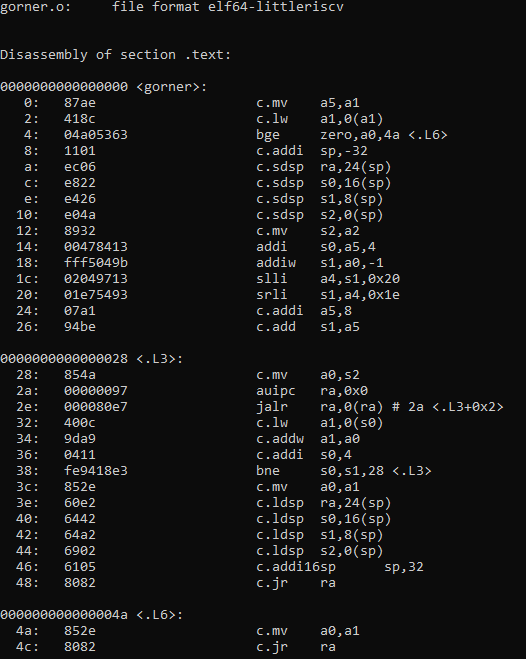 gorner.o:     file format elf64-littleriscv
Disassembly of section .text:
0000000000000000 <gorner>:
   0:   87ae                    c.mv    a5,a1
   2:   418c                    c.lw    a1,0(a1)
   4:   04a05363                bge     zero,a0,4a <.L6>
   8:   1101                    c.addi  sp,-32
   a:   ec06                    c.sdsp  ra,24(sp)
   c:   e822                    c.sdsp  s0,16(sp)
   e:   e426                    c.sdsp  s1,8(sp)
  10:   e04a                    c.sdsp  s2,0(sp)
  12:   8932                    c.mv    s2,a2
  14:   00478413                addi    s0,a5,4
  18:   fff5049b                addiw   s1,a0,-1
  1c:   02049713                slli    a4,s1,0x20
  20:   01e75493                srli    s1,a4,0x1e
  24:   07a1                    c.addi  a5,8
  26:   94be                    c.add   s1,a5
0000000000000028 <.L3>:
  28:   854a                    c.mv    a0,s2
  2a:   00000097                auipc   ra,0x0
  2e:   000080e7                jalr    ra,0(ra) # 2a <.L3+0x2>
  32:   400c                    c.lw    a1,0(s0)
  34:   9da9                    c.addw  a1,a0
  36:   0411                    c.addi  s0,4
  38:   fe9418e3                bne     s0,s1,28 <.L3>
  3c:   852e                    c.mv    a0,a1
  3e:   60e2                    c.ldsp  ra,24(sp)
  40:   6442                    c.ldsp  s0,16(sp)
  42:   64a2                    c.ldsp  s1,8(sp)
  44:   6902                    c.ldsp  s2,0(sp)
  46:   6105                    c.addi16sp      sp,32
  48:   8082                    c.jr    ra
000000000000004a <.L6>:
  4a:   852e                    c.mv    a0,a1
  4c:   8082                    c.jr    ra